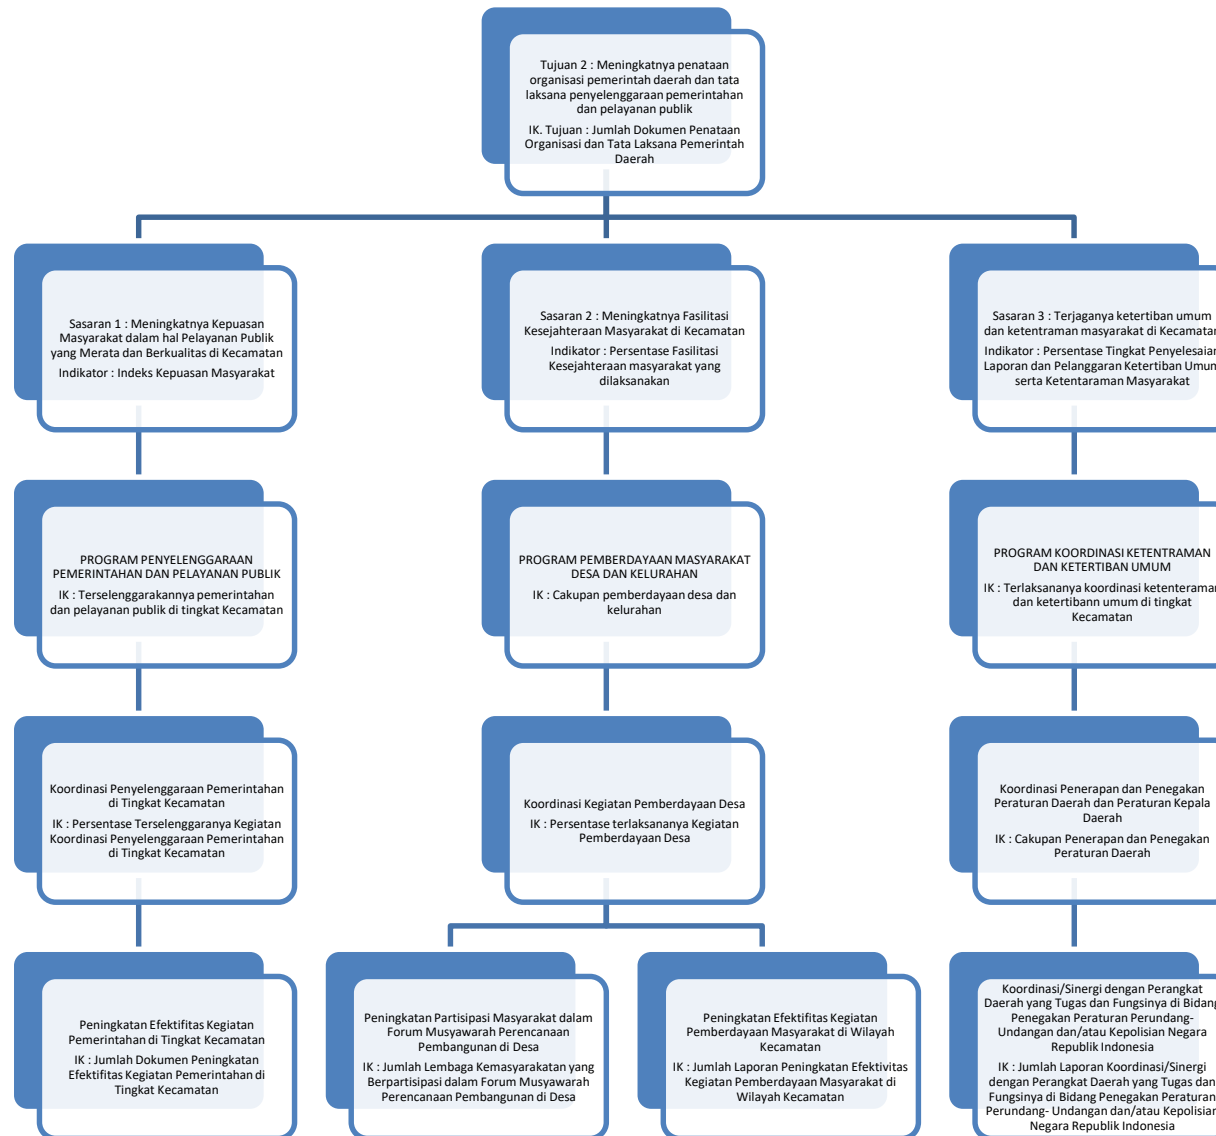 Tujuan 2 : Meningkatnya penataan
organisasi pemerintah daerah dan tata
laksana penyelenggaraan pemerintahan
dan pelayanan publik
IK. Tujuan : Jumlah Dokumen Penataan
Organisasi dan Tata Laksana Pemerintah
Daerah
Sasaran 1 : Meningkatnya Kepuasan
Masyarakat dalam hal Pelayanan Publik
yang Merata dan Berkualitas di Kecamatan
Indikator : Indeks Kepuasan Masyarakat
Sasaran 2 : Meningkatnya Fasilitasi
Kesejahteraan Masyarakat di Kecamatan
Indikator : Persentase Fasilitasi
Kesejahteraan masyarakat yang
dilaksanakan
Sasaran 3 : Terjaganya ketertiban umum
dan ketentraman masyarakat di Kecamatan
Indikator : Persentase Tingkat Penyelesaian
Laporan dan Pelanggaran Ketertiban Umum
serta Ketentaraman Masyarakat
PROGRAM PENYELENGGARAAN
PEMERINTAHAN DAN PELAYANAN PUBLIK
IK : Terselenggarakannya pemerintahan
dan pelayanan publik di tingkat Kecamatan
PROGRAM PEMBERDAYAAN MASYARAKAT
DESA DAN KELURAHAN
IK : Cakupan pemberdayaan desa dan
kelurahan
PROGRAM KOORDINASI KETENTRAMAN
DAN KETERTIBAN UMUM
IK : Terlaksananya koordinasi ketenteraman
dan ketertibann umum di tingkat
Kecamatan
Koordinasi Penyelenggaraan Pemerintahan
di Tingkat Kecamatan
IK : Persentase Terselenggaranya Kegiatan
Koordinasi Penyelenggaraan Pemerintahan
di Tingkat Kecamatan
Koordinasi Kegiatan Pemberdayaan Desa
IK : Persentase terlaksananya Kegiatan
Pemberdayaan Desa
Koordinasi Penerapan dan Penegakan
Peraturan Daerah dan Peraturan Kepala
Daerah
IK : Cakupan Penerapan dan Penegakan
Peraturan Daerah
Peningkatan Efektifitas Kegiatan
Pemerintahan di Tingkat Kecamatan
IK : Jumlah Dokumen Peningkatan
Efektifitas Kegiatan Pemerintahan di
Tingkat Kecamatan
Peningkatan Partisipasi Masyarakat dalam
Forum Musyawarah Perencanaan
Pembangunan di Desa
IK : Jumlah Lembaga Kemasyarakatan yang
Berpartisipasi dalam Forum Musyawarah
Perencanaan Pembangunan di Desa
Peningkatan Efektifitas Kegiatan
Pemberdayaan Masyarakat di Wilayah
Kecamatan
IK : Jumlah Laporan Peningkatan Efektivitas
Kegiatan Pemberdayaan Masyarakat di
Wilayah Kecamatan
Koordinasi/Sinergi dengan Perangkat
Daerah yang Tugas dan Fungsinya di Bidang
Penegakan Peraturan Perundang-
Undangan dan/atau Kepolisian Negara
Republik Indonesia
IK : Jumlah Laporan Koordinasi/Sinergi
dengan Perangkat Daerah yang Tugas dan
Fungsinya di Bidang Penegakan Peraturan
Perundang- Undangan dan/atau Kepolisian
Negara Republik Indonesia